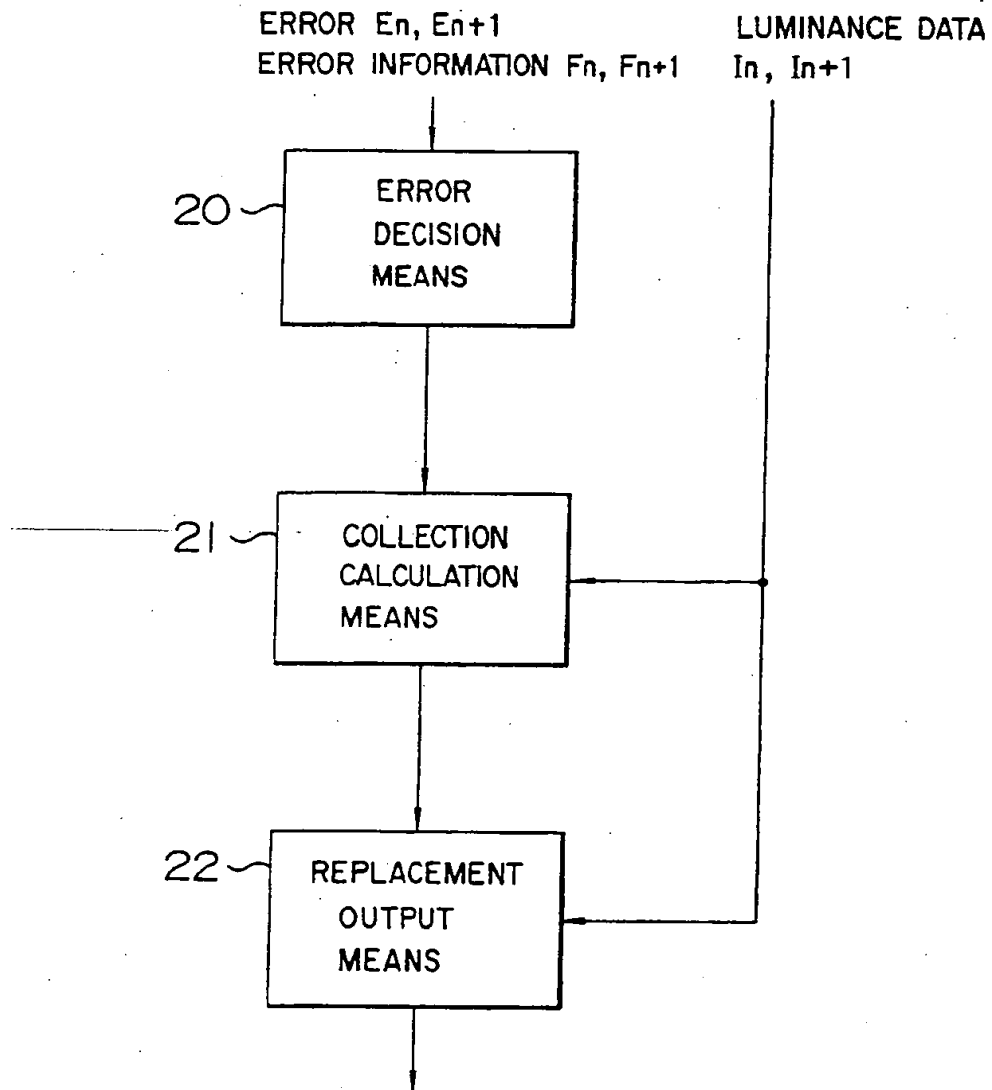 ERROR En, En+1
ERROR INFORMATION Fn, Fn+1
LUMINANCE DATA
In, In+1
20
ERROR
DECISION
MEANS
21
COLLECTION
CALCULATION
MEANS
22
REPLACEMENT
OUTPUT
MEANS